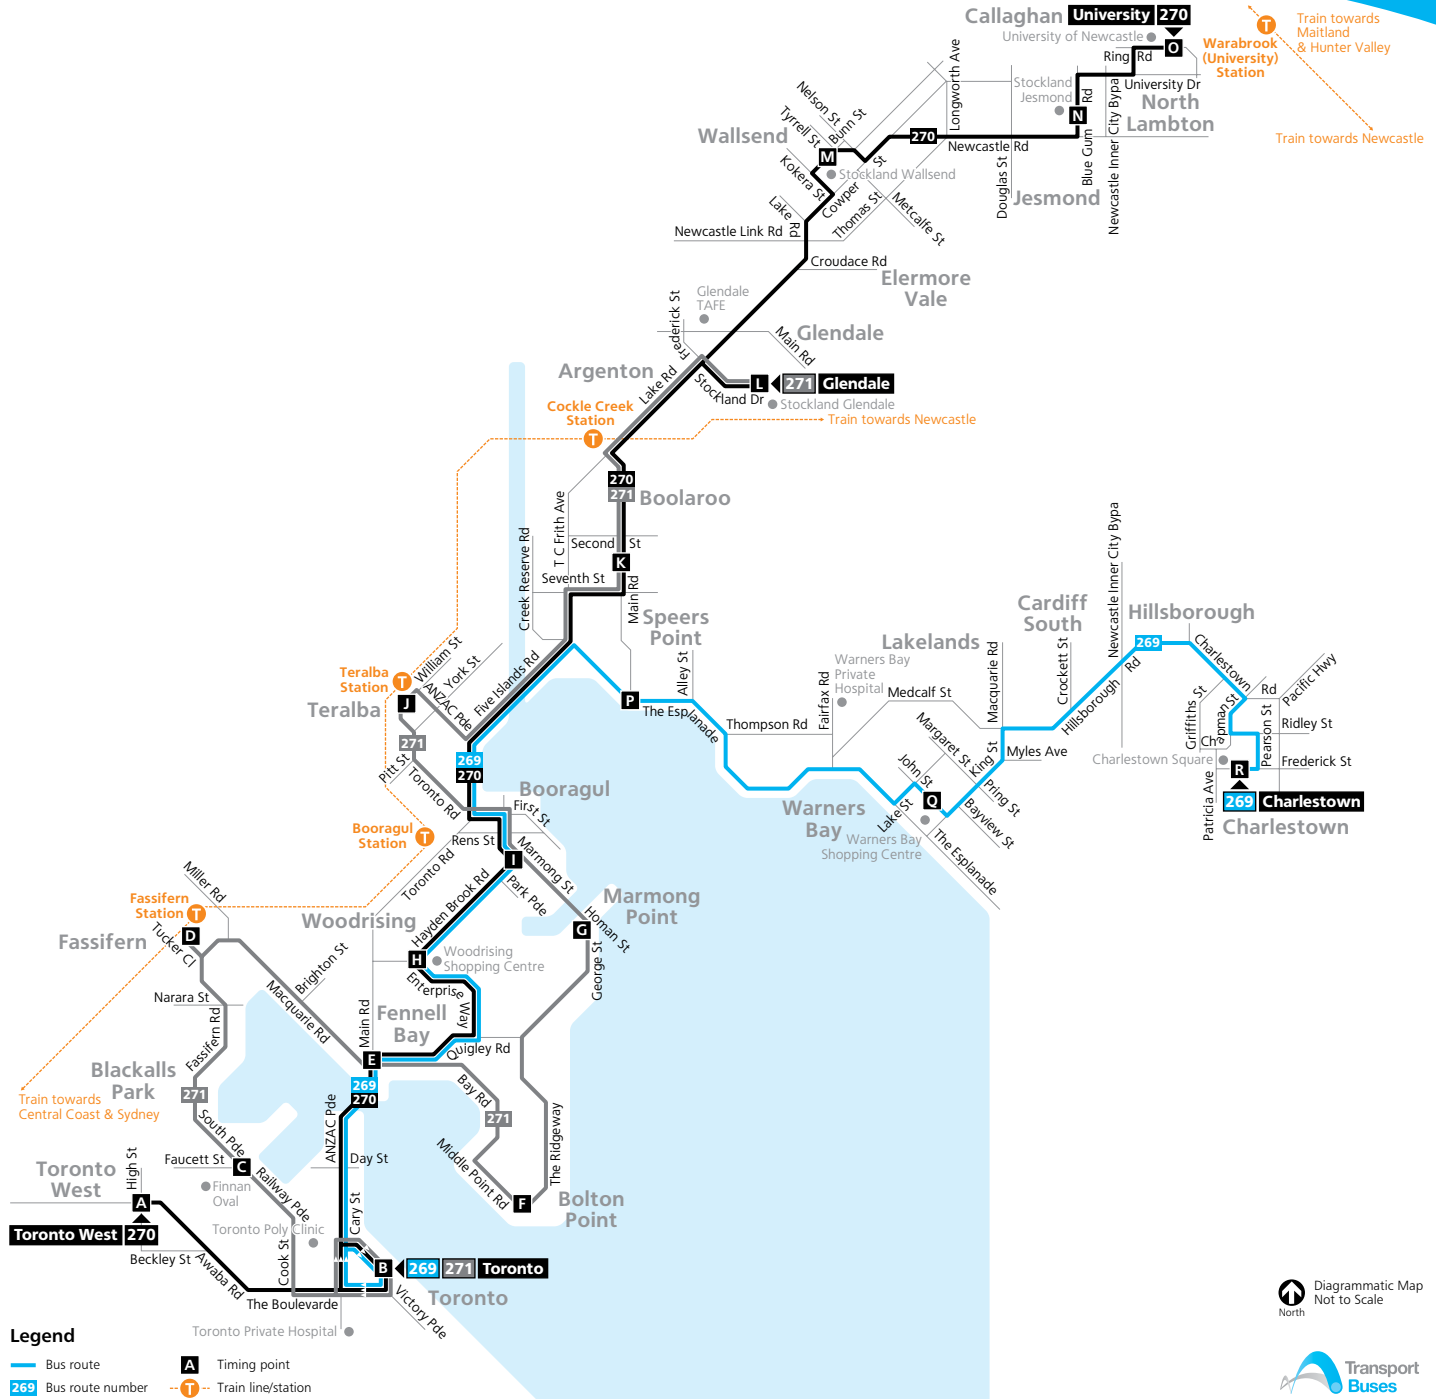 Callaghan University 270
University of Newcastle
O
Ring Rd
University Dr
T
Warabrook
(University)
Station
Train towards
Maitland
& Hunter Valley
Train towards Newcastle
North
Lambton
Stockland
Jesmond
N
Blue Gum Rd
Newcastle Inner City Bypa
Longworth Ave
270
Newcastle Rd
Douglas St
Jesmond
Nelson St
Tyrrell St
Bunn St
Wallsend
M
Stockland Wallsend
Kokera St
Cowper St
Thomas St
Metcalfe St
Lake Rd
Newcastle Link Rd
Croudace Rd
Elermore
Vale
Glendale
TAFE
Frederick St
Main Rd
Glendale
Argenton
Lake Rd
Stockland Dr
L
271 Glendale
Stockland Glendale
Cockle Creek
Station
T
Train towards Newcastle
270
271
Boolaroo
T C Frith Ave
Creek Reserve Rd
Second St
K
Seventh St
Main Rd
Speers
Point
P
Alley St
The Esplanade
Thompson Rd
Fairfax Rd
Warners Bay
Private
Hospital
Lakelands
Medcalf St
Macquarie Rd
Cardiff
South
Crockett St
Newcastle Inner City Bypa
Hillsborough
269
Hillsborough Rd
Charlestown Rd
Pacific Hwy
Griffiths St
Chapman St
Pearson St
Ridley St
Frederick St
Charlestown Square
R
Patricia Ave
269 Charlestown
Charlestown
Margaret St
King St
Myles Ave
John St
Pring St
Q
Bayview St
Lake St
Warners
Bay
Warners Bay
Shopping Centre
The Esplanade
William St
York St
Teralba
Station
T
Teralba
J
ANZAC Pde
Five Islands Rd
271
Pitt St
269
270
Toronto Rd
Booragul
First St
Booragul
Station
T
Rens St
I
Toronto Rd
Marmong St
Park Pde
Hayden Brook Rd
Marmong
Point
Homan St
G
George St
Woodrising
H
Woodrising
Shopping Centre
Enterprise Way
Miller Rd
Fassifern
Station
T
Fassifern
D
Tucker Cl
Brighton St
Macquarie Rd
Narara St
Main Rd
Fennell
Bay
Quigley Rd
Fassifern Rd
E
269
270
Blackalls
Park
271
Train towards
Central Coast & Sydney
Bay Rd
271
The Ridgeway
Middle Point Rd
F
Bolton
Point
South Pde
ANZAC Pde
Day St
Faucett St
C
Finnan
Oval
Railway Pde
Cary St
High St
Toronto
West
A
Toronto West 270
Toronto Poly Clinic
Beckley St
Awaba Rd
Cook St
B
269 271 Toronto
Toronto
Victory Pde
The Boulevarde
Toronto Private Hospital
North
Diagrammatic Map
Not to Scale
Legend
Bus route
A Timing point
269 Bus route number
T Train line/station
Transport
Buses